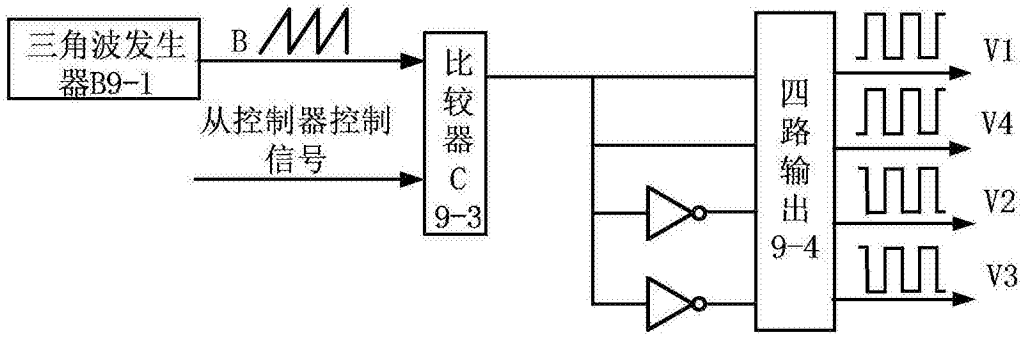 三角波发生
器B9-1
B
从控制器控制
信号
比较器C
9-3
四路输出
9-4
V1
V4
V2
V3